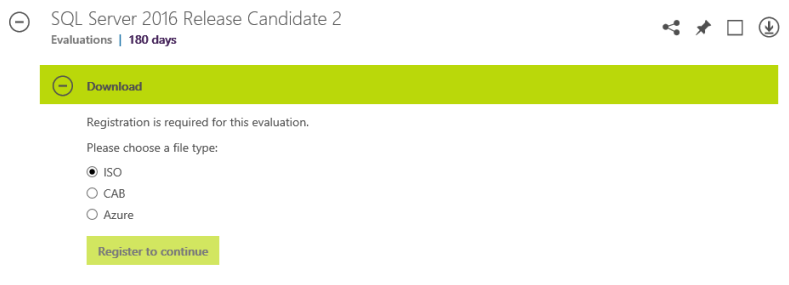 SQL Server 2016 Release Candidate 2
Evaluations | 180 days
Download
Registration is required for this evaluation.
Please choose a file type:
ISO
CAB
Azure
Register to continue